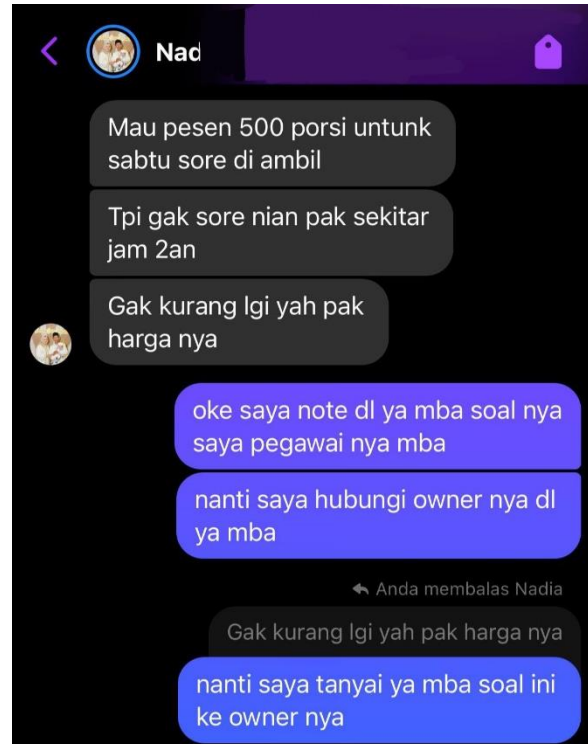 Nad
Mau pesen 500 porsi untunk
sabtu sore di ambil
Tpi gak sore nian pak sekitar
jam 2an
Gak kurang lgi yah pak
harga nya
oke saya note dl ya mba soal nya
saya pegawai nya mba
nanti saya hubungi owner nya dl
ya mba
Anda membalas Nadia
Gak kurang lgi yah pak harga nya
nanti saya tanyai ya mba soal ini
ke owner nya